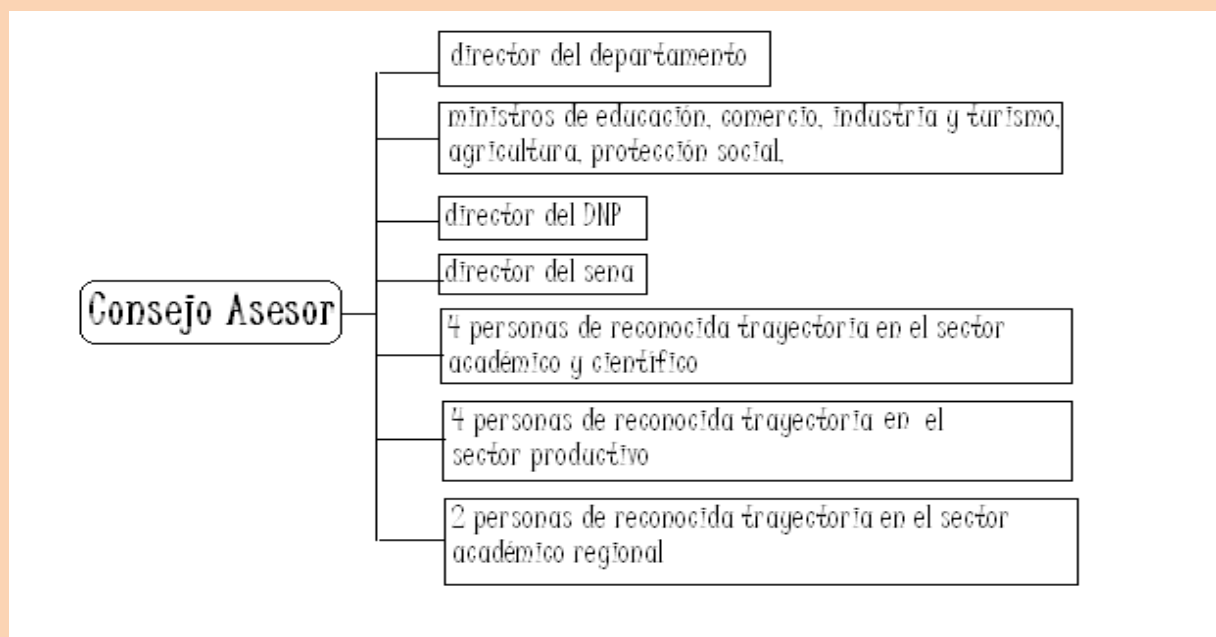 director del departamento
ministros de educación, comercio, industria y turismo,
agricultura, protección social,
director del DNP
director del sena
Consejo Asesor
4 personas de reconocida trayectoria en el sector
académico y científico
4 personas de reconocida trayectoria en el
sector productivo
2 personas de reconocida trayectoria en el sector
académico regional